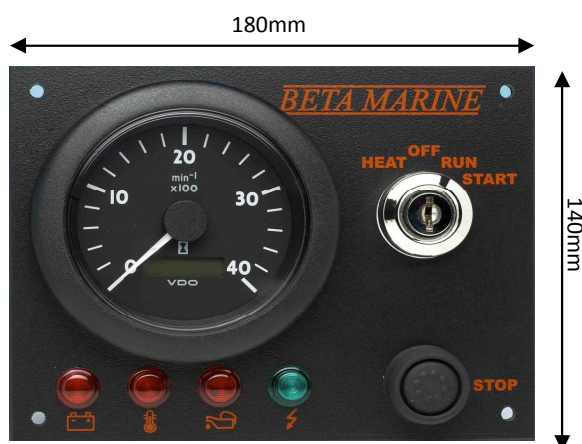 180mm
BETA MARINE
HEAT OFF RUN START
20
min-1
x100
10
30
0
40
VDO
STOP
140mm